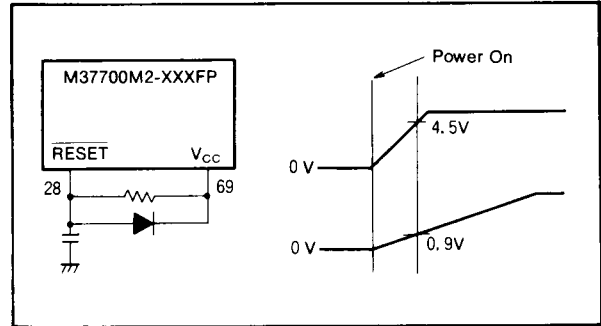 Power On
M37700M2-XXXFP
RESET VCC
28 69
4.5V
0 V
0 V
0.9V